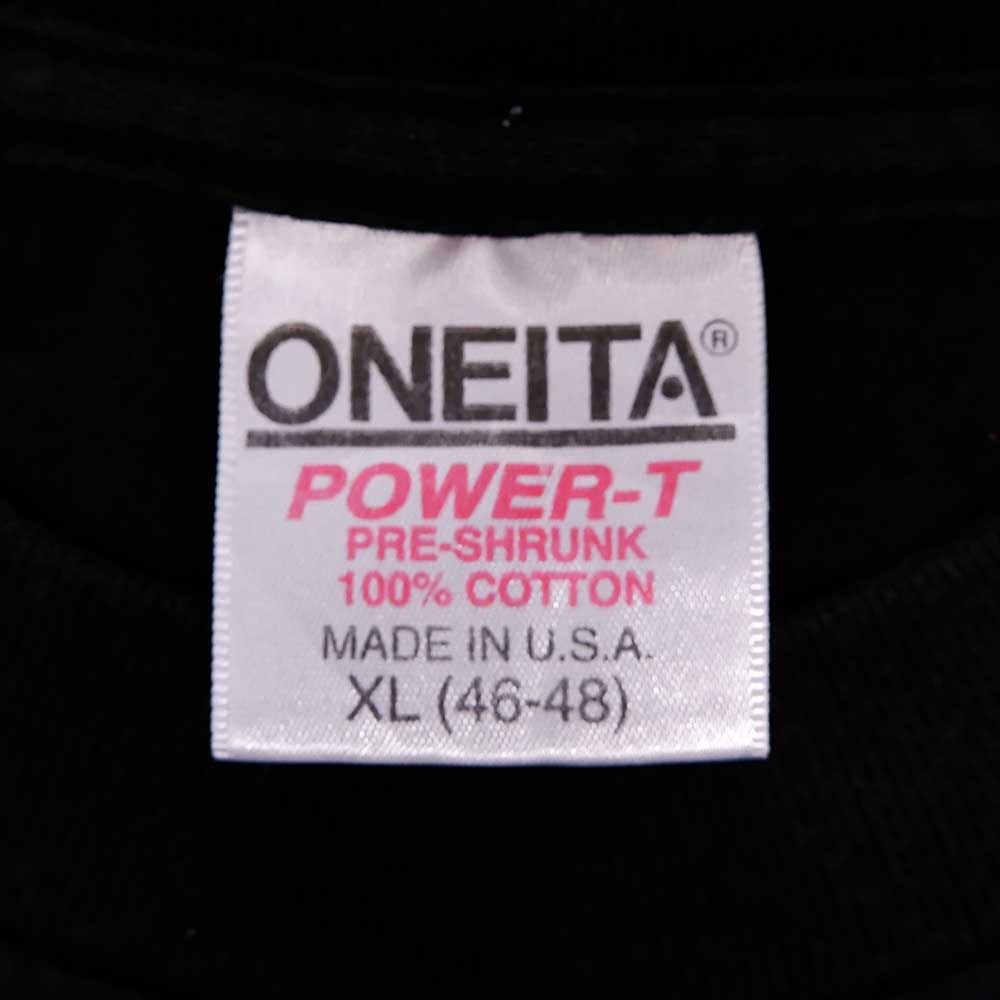 ONEITA®
POWER-T
PRE-SHRUNK
100% COTTON
MADE IN U.S.A.
XL (46-48)